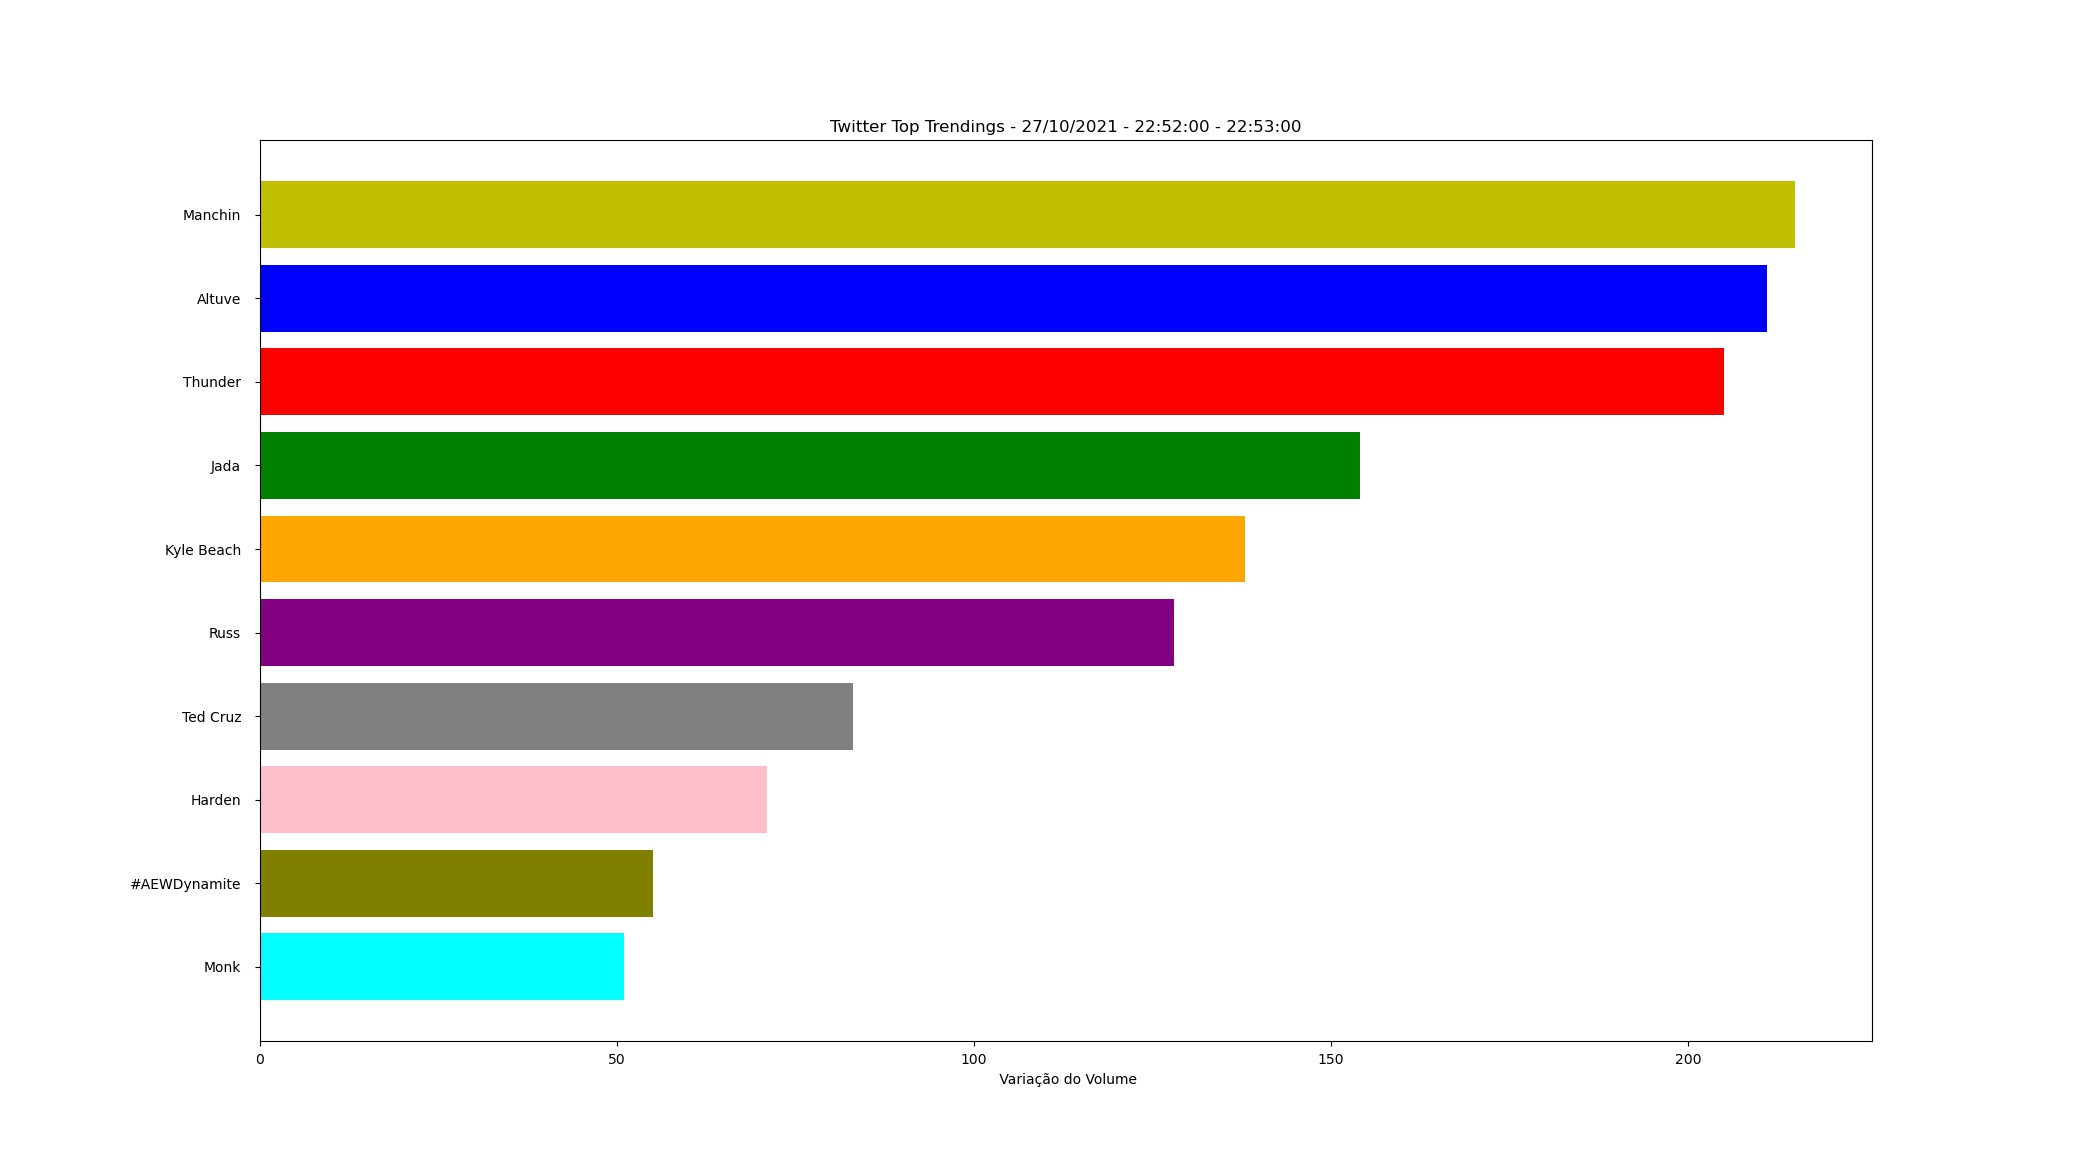 Twitter Top Trendings - 27/10/2021 - 22:52:00 - 22:53:00
Manchin
Altuve
Thunder
Jada
Kyle Beach
Russ
Ted Cruz
Harden
#AEWDynamite
Monk
0 50 100 150 200
Variação do Volume